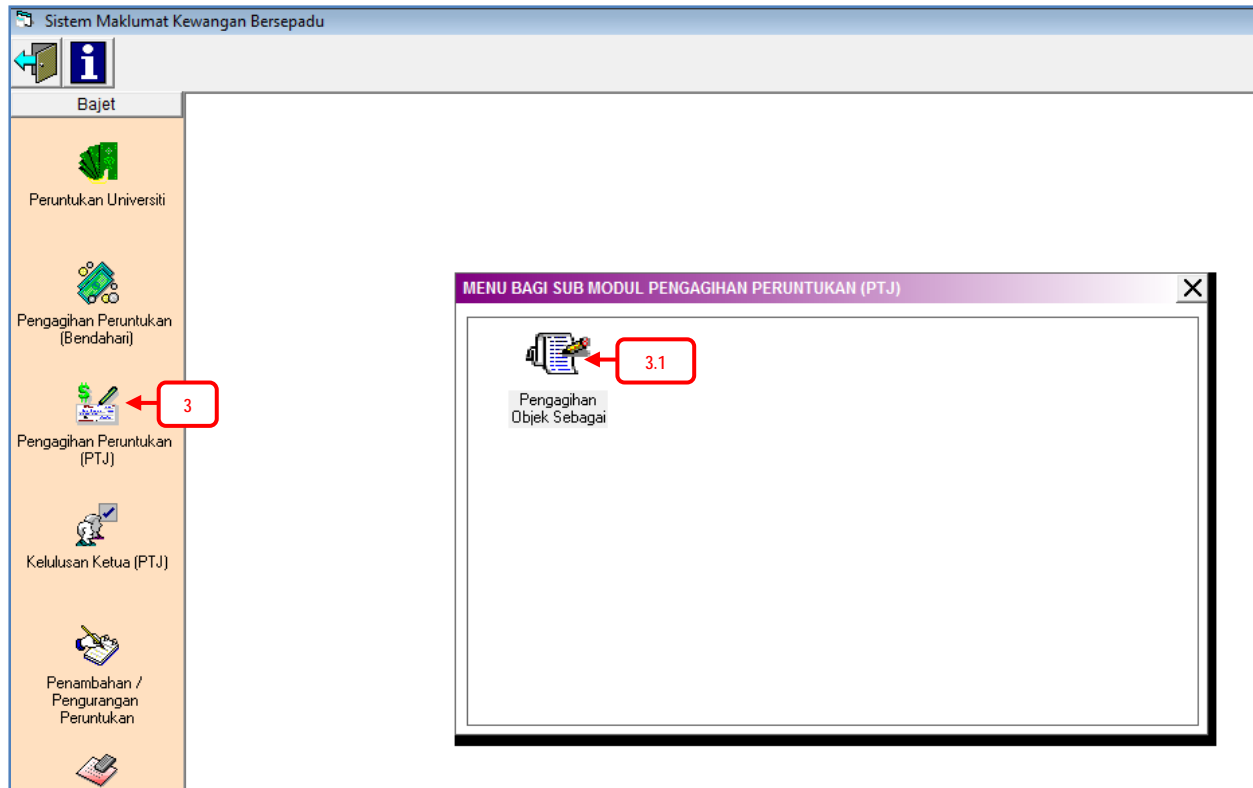 Sistem Maklumat Kewangan Bersepadu
Bajet
Peruntukan Universiti
Pengagihan Peruntukan
(Bendahari)
3
Pengagihan Peruntukan
(PTJ)
Kelulusan Ketua (PTJ)
Penambahan /
Pengurangan
Peruntukan
MENU BAGI SUB MODUL PENGAGIHAN PERUNTUKAN (PTJ)
3.1
Pengagihan
Objek Sebagai